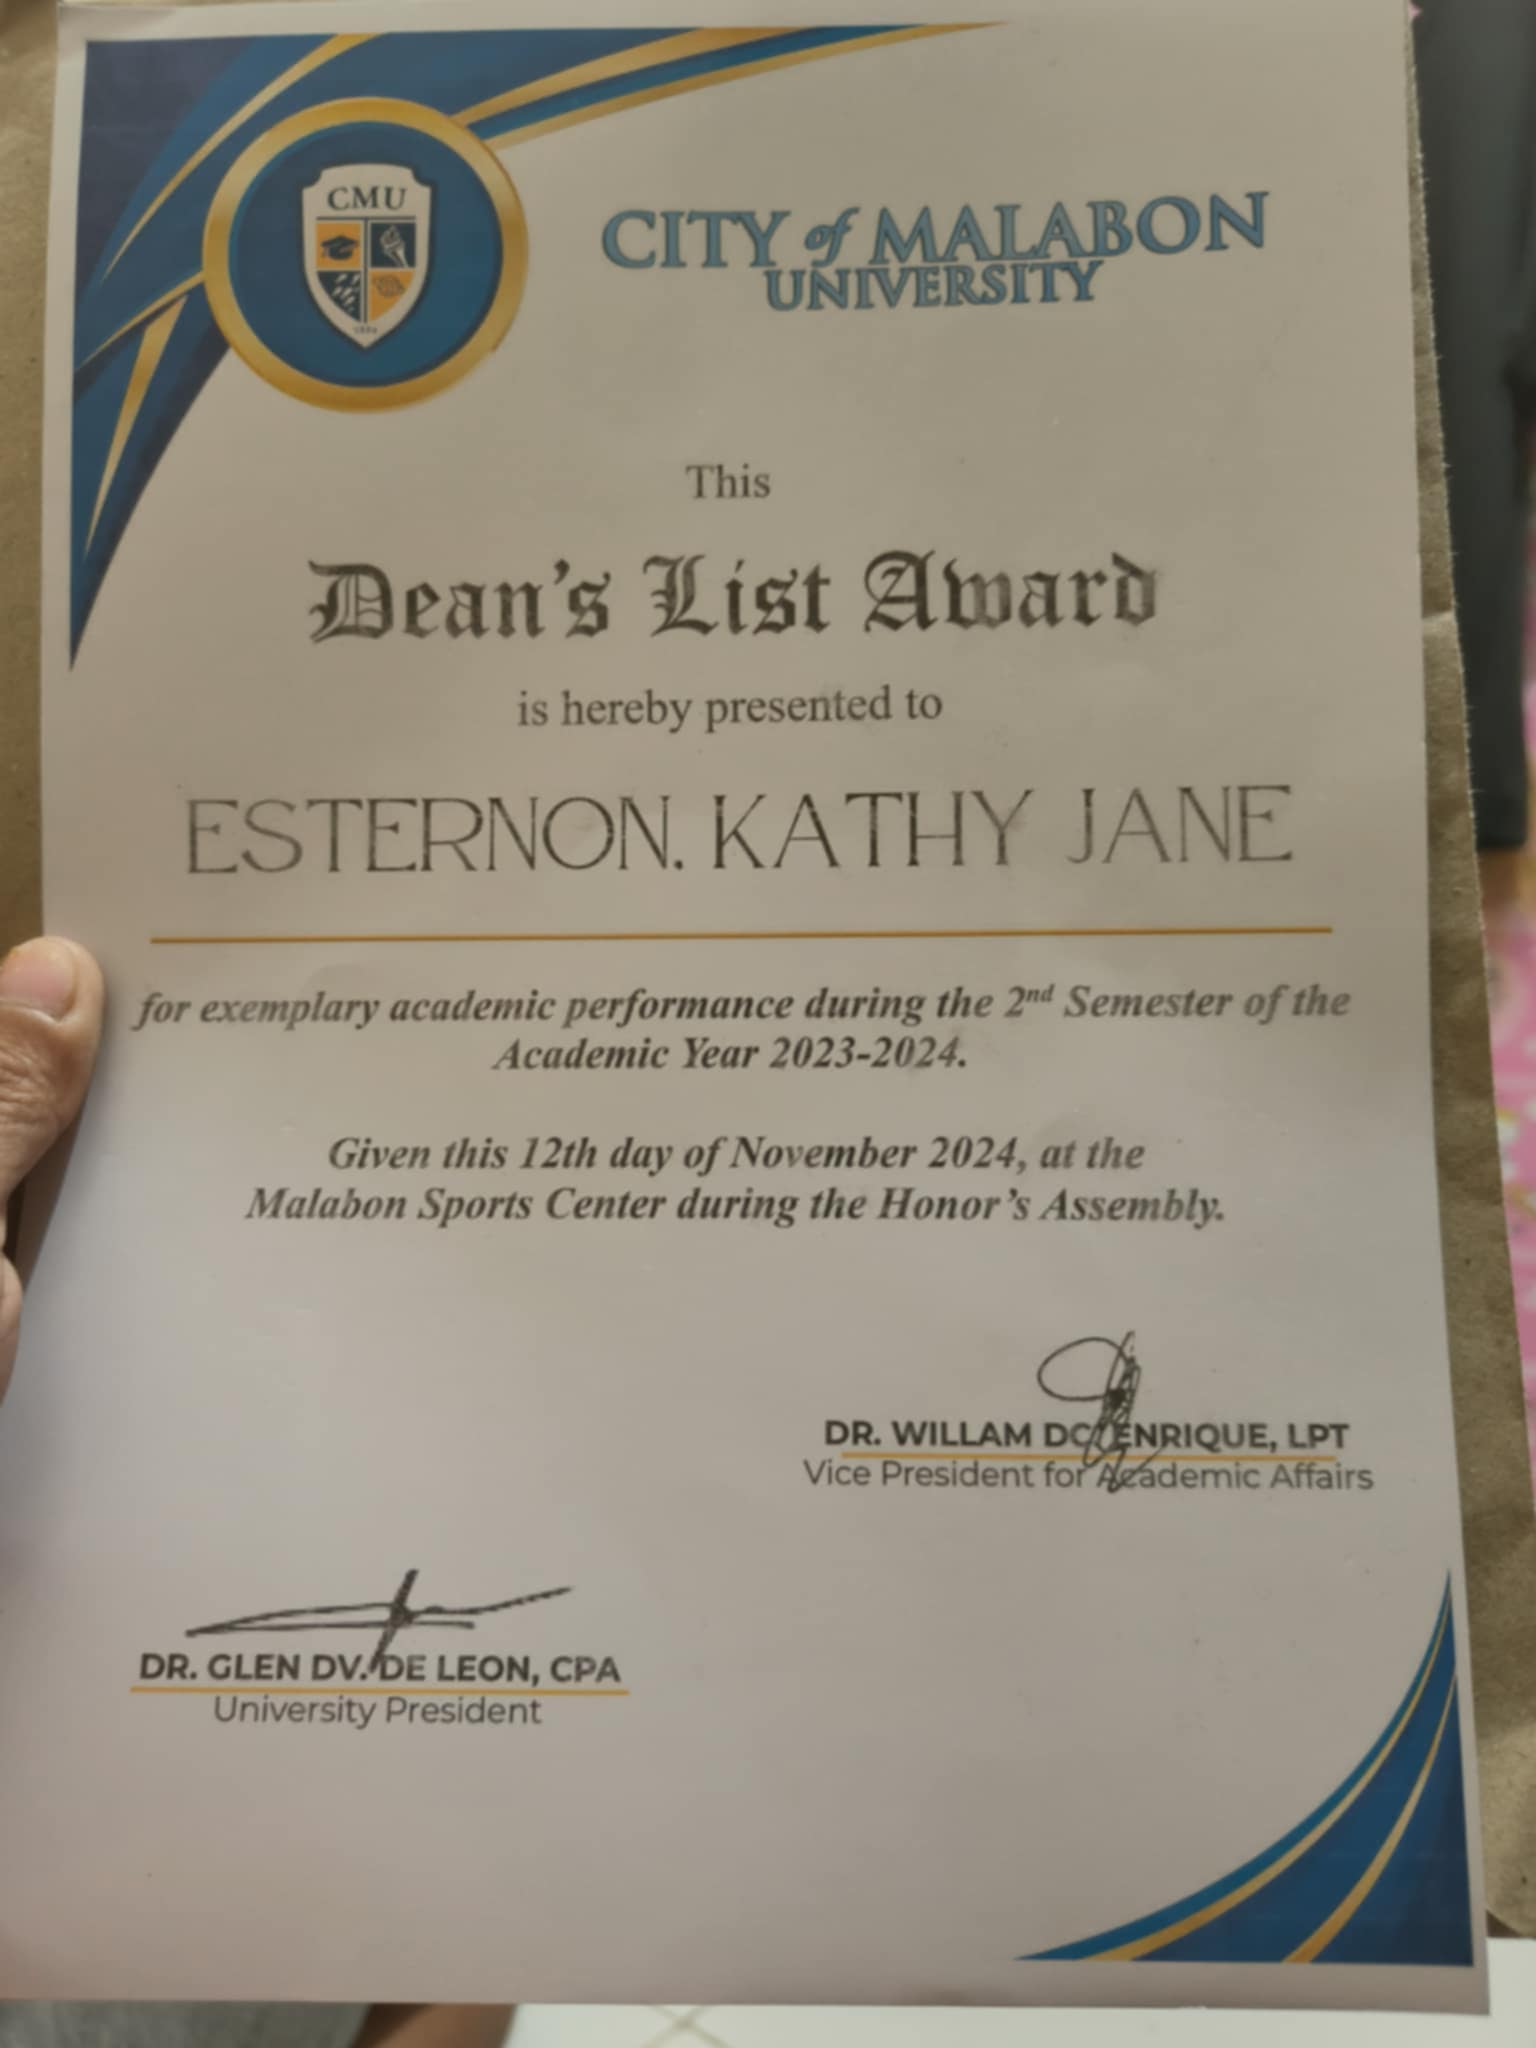 CMU
CITY of MALABON
UNIVERSITY
This
Dean's List Award
is hereby presented to
ESTERNON, KATHY JANE
for exemplary academic performance during the 2nd Semester of the
Academic Year 2023-2024.
Given this 12th day of November 2024, at the
Malabon Sports Center during the Honor's Assembly.
DR. WILLAM DC. ENRIQUE, LPT
Vice President for Academic Affairs
DR. GLEN DV. DE LEON, CPA
University President